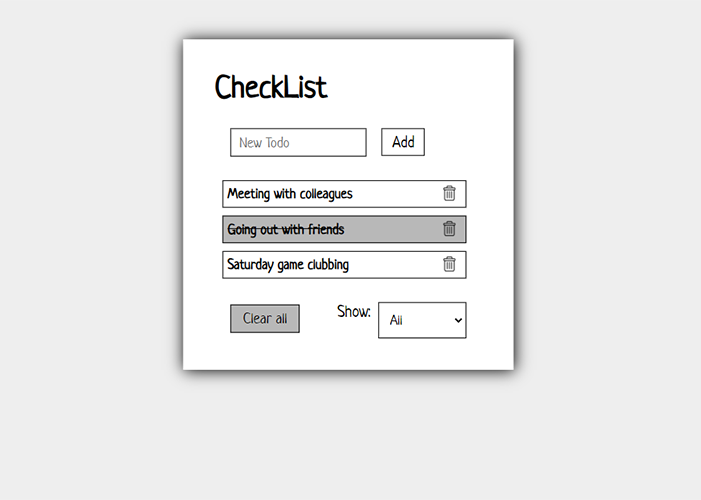 CheckList
New Todo Add
Meeting with colleagues
Going out with friends
Saturday game clubbing
Clear all Show: All